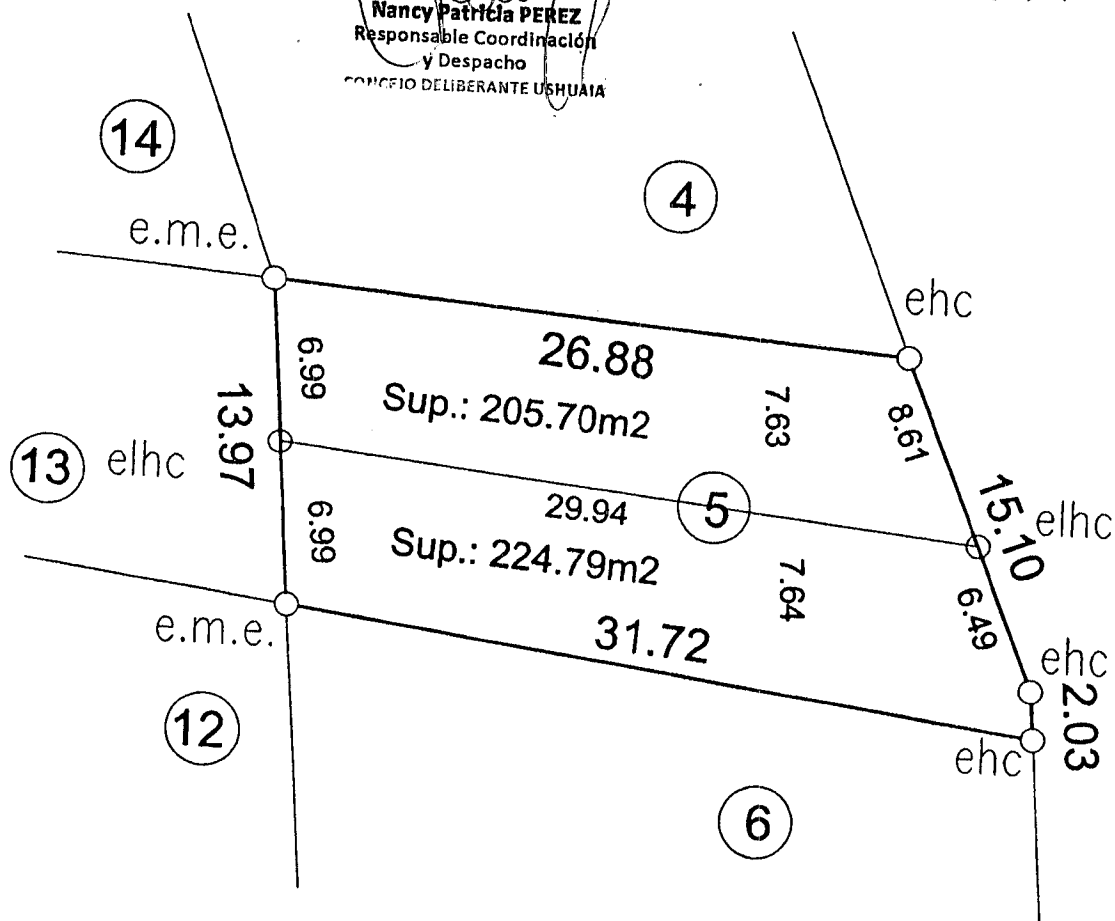 Nancy Patricia PEREZ
Responsable Coordinación
y Despacho
CONCEJO DELIBERANTE USHUAIA
14
4
e.m.e.
ehc
26.88
6.99
Sup.: 205.70m2
7.63
8.61
13.97
13
elhc
5
15.10
elhc
29.94
6.99
Sup.: 224.79m2
7.64
6.49
e.m.e.
31.72
ehc
2.03
12
ehc
6